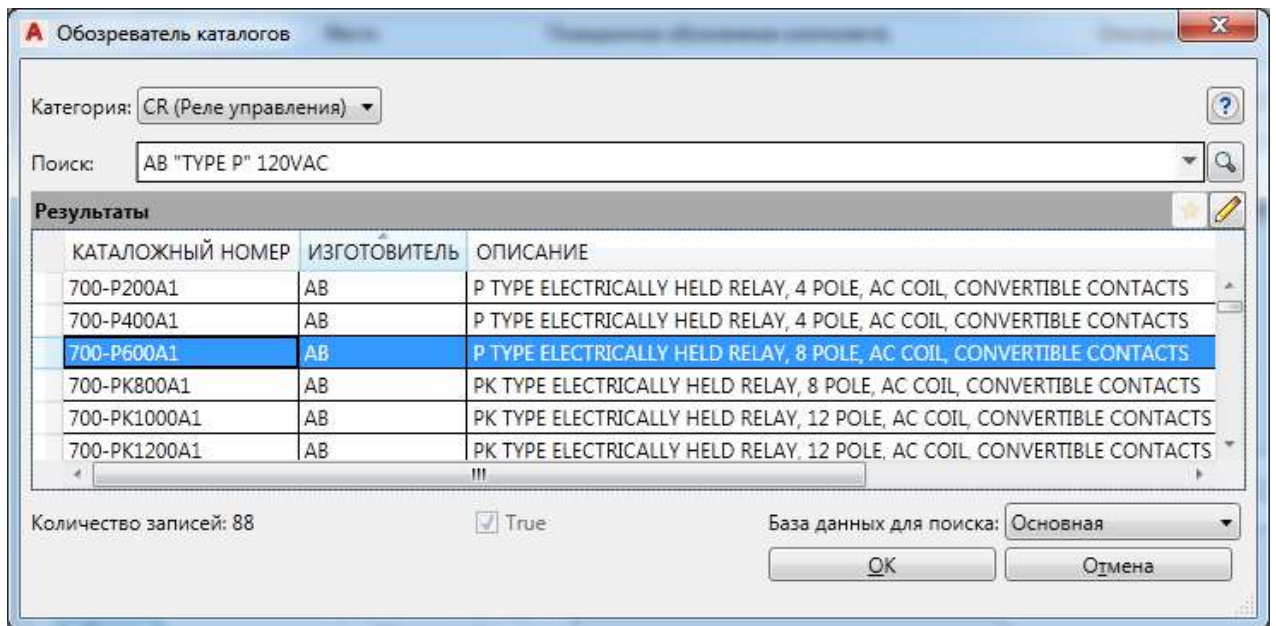 Обозреватель каталогов
Категория: CR (Реле управления)
Поиск: AB "TYPE P" 120VAC
Результаты
КАТАЛОЖНЫЙ НОМЕР ИЗГОТОВИТЕЛЬ ОПИСАНИЕ
700-P200A1 AB P TYPE ELECTRICALLY HELD RELAY, 4 POLE, AC COIL, CONVERTIBLE CONTACTS
700-P400A1 AB P TYPE ELECTRICALLY HELD RELAY, 4 POLE, AC COIL, CONVERTIBLE CONTACTS
700-P600A1 AB P TYPE ELECTRICALLY HELD RELAY, 8 POLE, AC COIL, CONVERTIBLE CONTACTS
700-PK800A1 AB PK TYPE ELECTRICALLY HELD RELAY, 8 POLE, AC COIL, CONVERTIBLE CONTACTS
700-PK1000A1 AB PK TYPE ELECTRICALLY HELD RELAY, 12 POLE, AC COIL, CONVERTIBLE CONTACTS
700-PK1200A1 AB PK TYPE ELECTRICALLY HELD RELAY, 12 POLE, AC COIL, CONVERTIBLE CONTACTS
Количество записей: 88 True База данных для поиска: Основная
OK Отмена